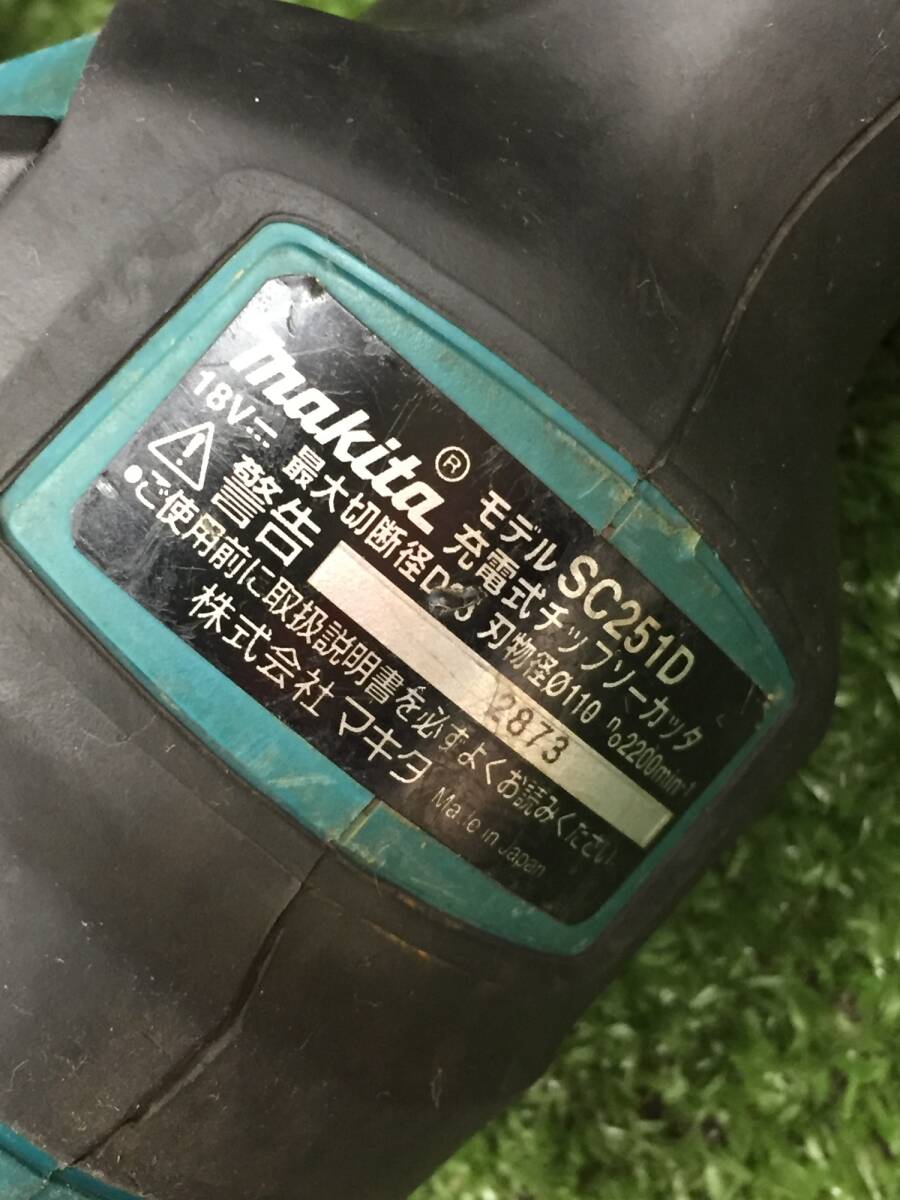 makita®
モデル SC251D
充電式チップソーカッタ
18V⎓ 最大切断径D25 刃物径Ø110 n₀2200min⁻¹
2873
警告
●ご使用前に取扱説明書を必ずよくお読みください。
株式会社マキタ Made in Japan